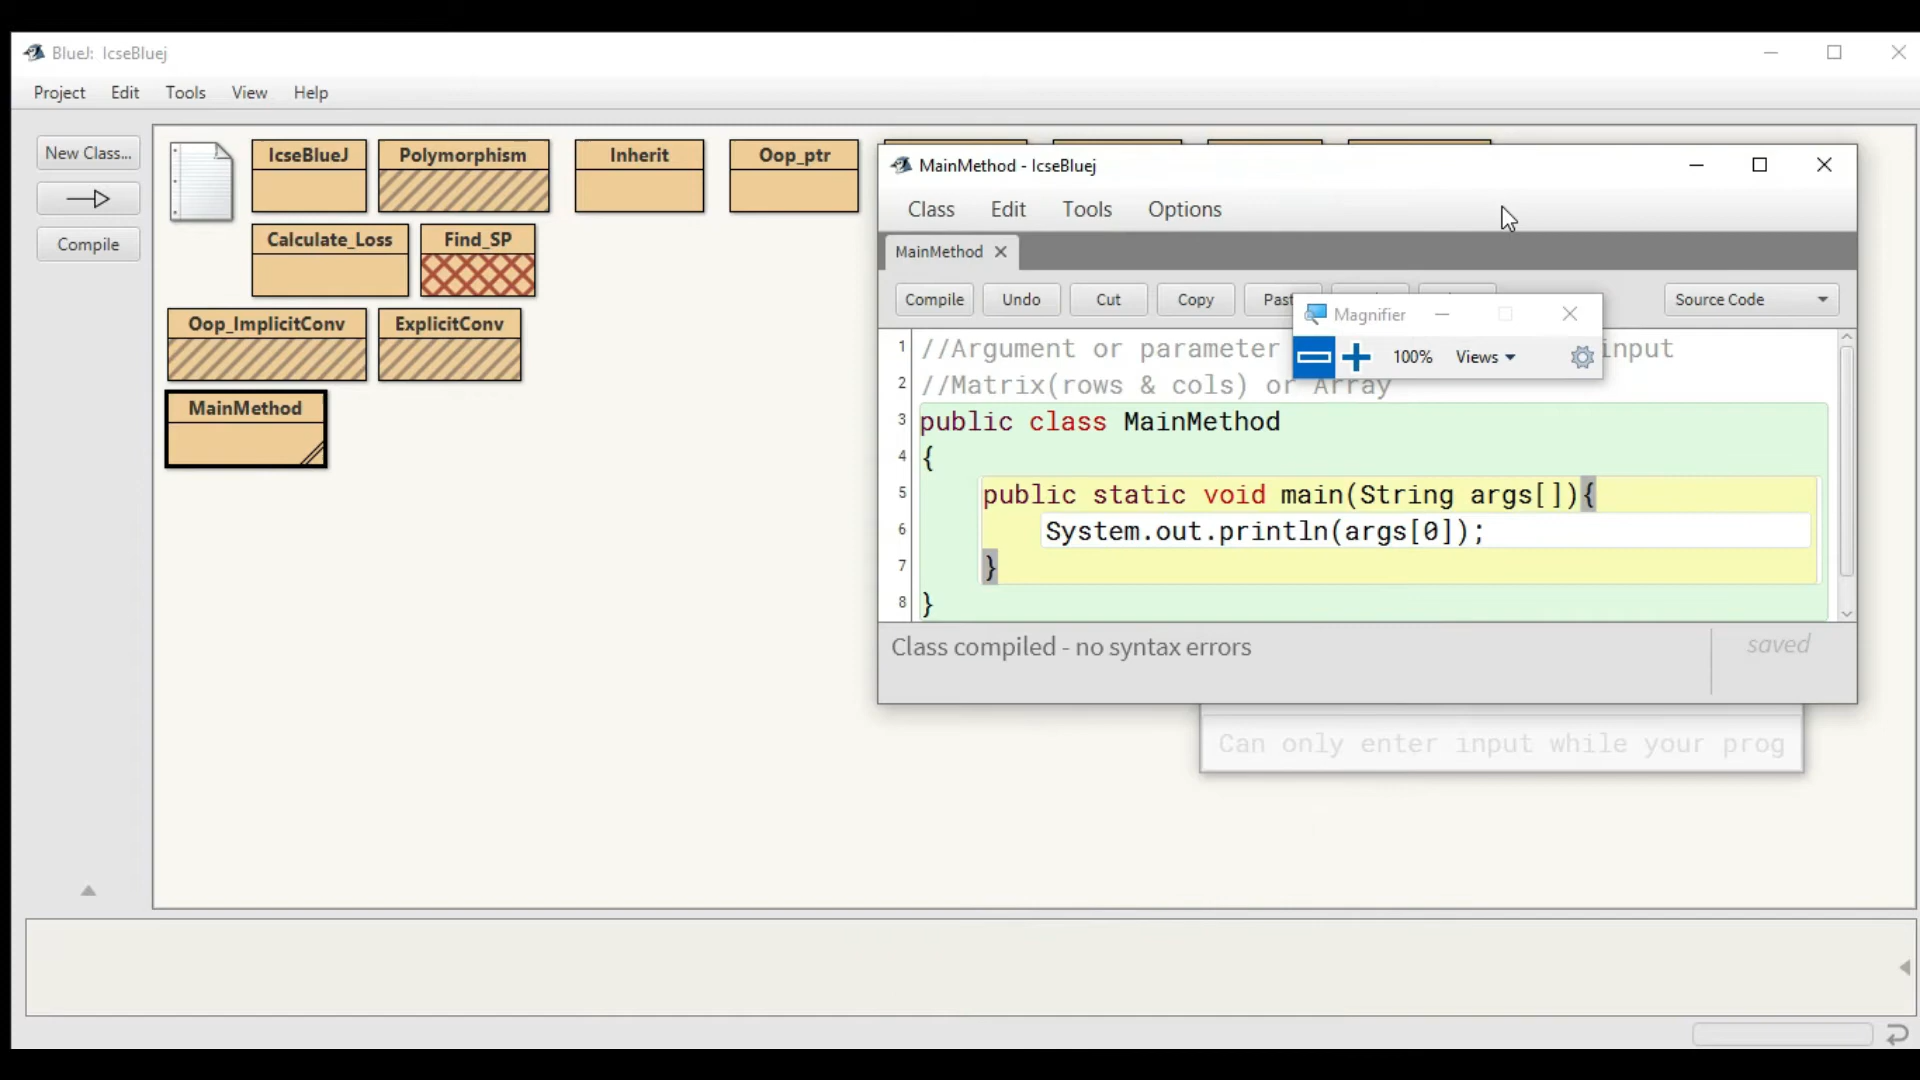 BlueJ: IcseBluej
Project Edit Tools View Help
New Class...
Compile
IcseBlueJ
Polymorphism
Inherit
Oop_ptr
Calculate_Loss
Find_SP
Oop_ImplicitConv
ExplicitConv
MainMethod
MainMethod - IcseBluej
Class Edit Tools Options
MainMethod
Compile Undo Cut Copy Past
Source Code
Magnifier
100% Views
1 //Argument or parameter input
2 //Matrix(rows & cols) or Array
3 public class MainMethod
4 {
5 public static void main(String args[]){
6 System.out.println(args[0]);
7 }
8 }
Class compiled - no syntax errors
saved
Can only enter input while your prog